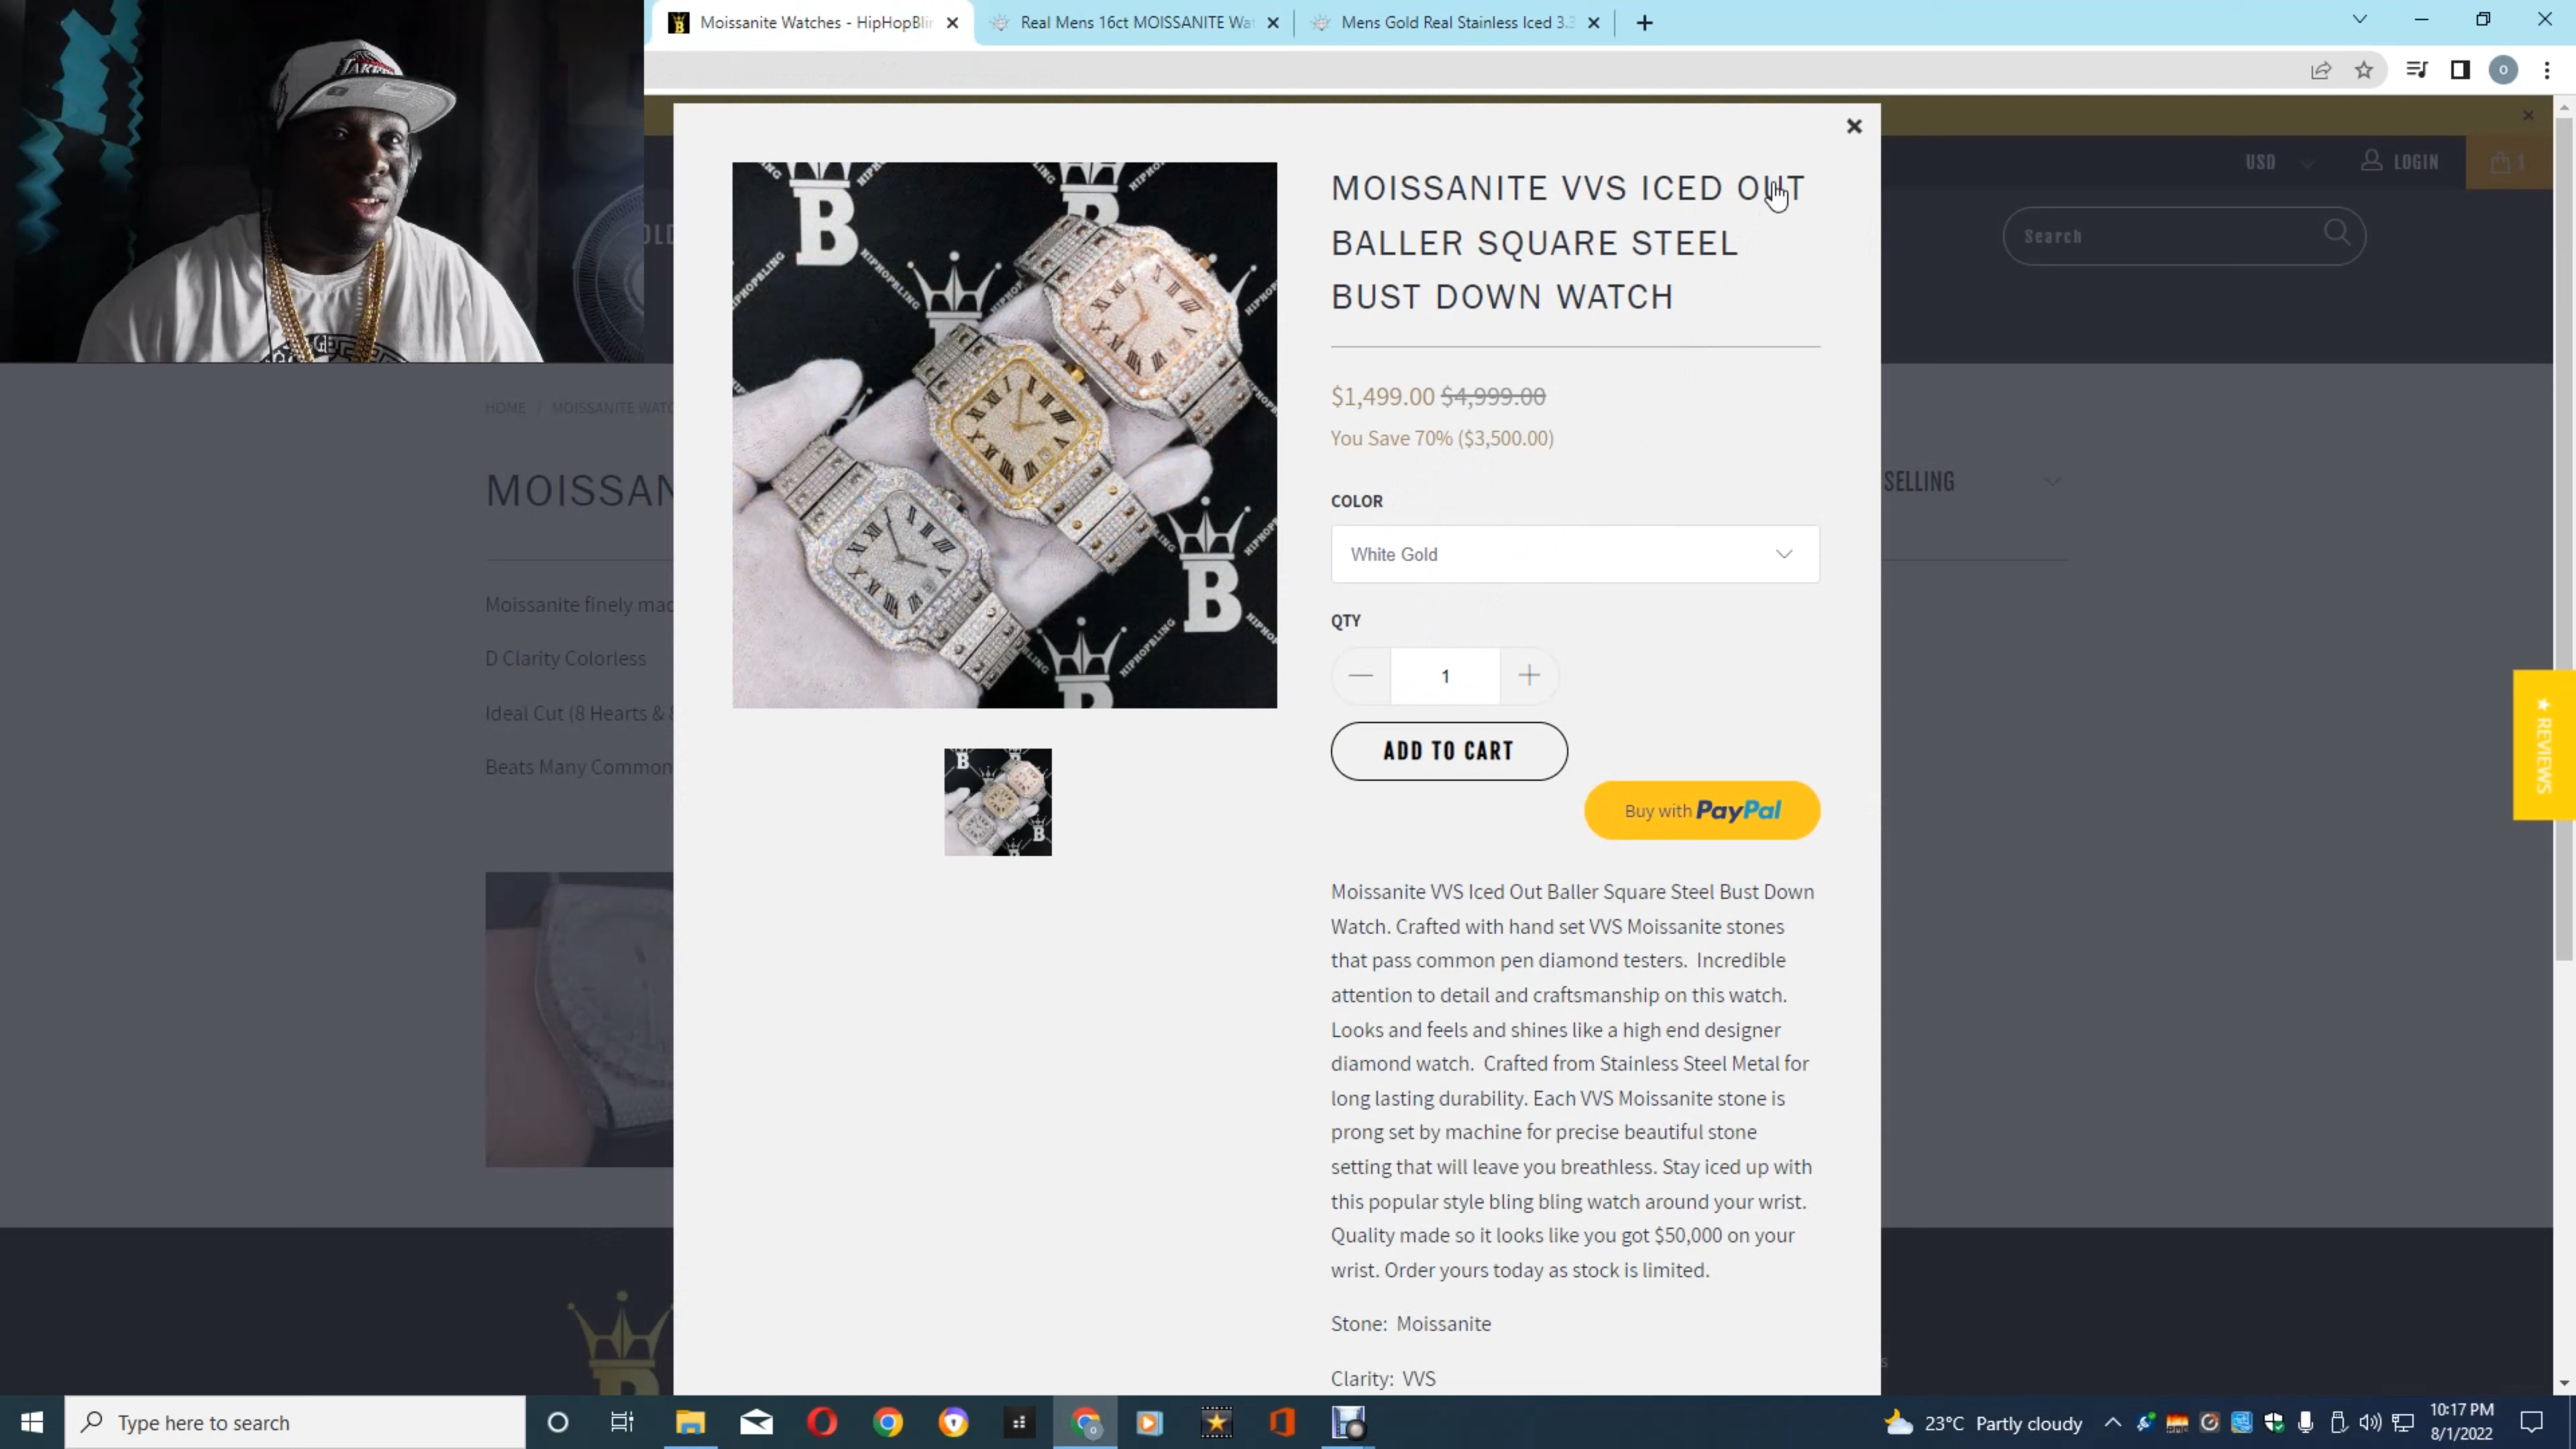 Moissanite Watches - HipHopBlin
Real Mens 16ct MOISSANITE Wat
Mens Gold Real Stainless Iced 3.
LAKERS
USD
LOGIN
1
OLD
Search
HOME / MOISSANITE WATC
SELLING
MOISSAN
Moissanite finely mad
D Clarity Colorless
Ideal Cut (8 Hearts & 8
Beats Many Common
B
HIPHOPBLING
MOISSANITE VVS ICED OUT
BALLER SQUARE STEEL
BUST DOWN WATCH
$1,499.00 $4,999.00
You Save 70% ($3,500.00)
COLOR
White Gold
QTY
1
ADD TO CART
Buy with PayPal
★ REVIEWS
Moissanite VVS Iced Out Baller Square Steel Bust Down
Watch. Crafted with hand set VVS Moissanite stones
that pass common pen diamond testers. Incredible
attention to detail and craftsmanship on this watch.
Looks and feels and shines like a high end designer
diamond watch. Crafted from Stainless Steel Metal for
long lasting durability. Each VVS Moissanite stone is
prong set by machine for precise beautiful stone
setting that will leave you breathless. Stay iced up with
this popular style bling bling watch around your wrist.
Quality made so it looks like you got $50,000 on your
wrist. Order yours today as stock is limited.
Stone: Moissanite
Clarity: VVS
Type here to search
23°C Partly cloudy
10:17 PM
8/1/2022